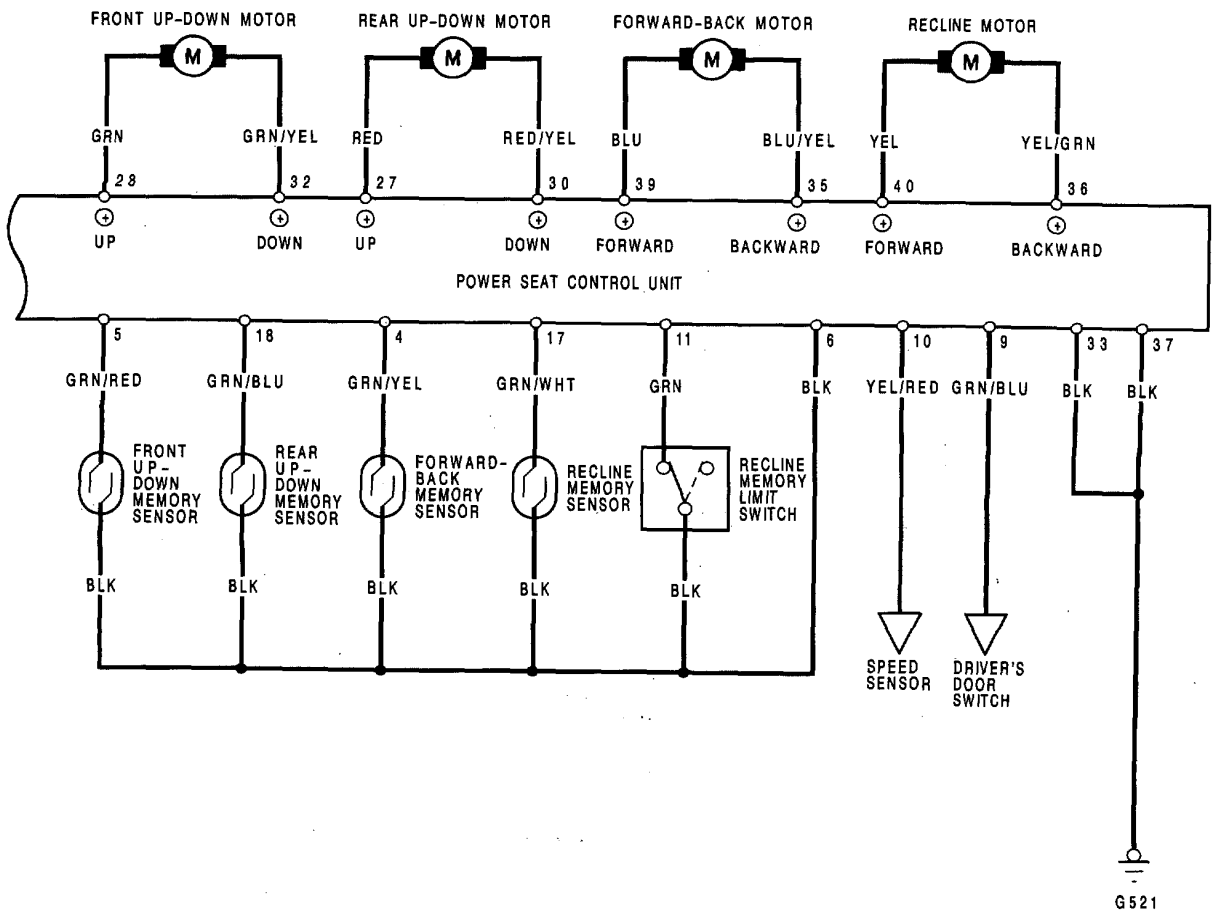 FRONT UP-DOWN MOTOR
REAR UP-DOWN MOTOR
FORWARD-BACK MOTOR
RECLINE MOTOR
M
M
M
M
GRN
GRN/YEL
RED
RED/YEL
BLU
BLU/YEL
YEL
YEL/GRN
28
32
27
30
39
35
40
36
UP
DOWN
UP
DOWN
FORWARD
BACKWARD
FORWARD
BACKWARD
POWER SEAT CONTROL UNIT
5
18
4
17
11
6
10
9
33
37
GRN/RED
GRN/BLU
GRN/YEL
GRN/WHT
GRN
BLK
YEL/RED
GRN/BLU
BLK
BLK
FRONT
UP-
DOWN
MEMORY
SENSOR
REAR
UP-
DOWN
MEMORY
SENSOR
FORWARD-
BACK
MEMORY
SENSOR
RECLINE
MEMORY
SENSOR
RECLINE
MEMORY
LIMIT
SWITCH
BLK
BLK
BLK
BLK
BLK
SPEED
SENSOR
DRIVER'S
DOOR
SWITCH
G521